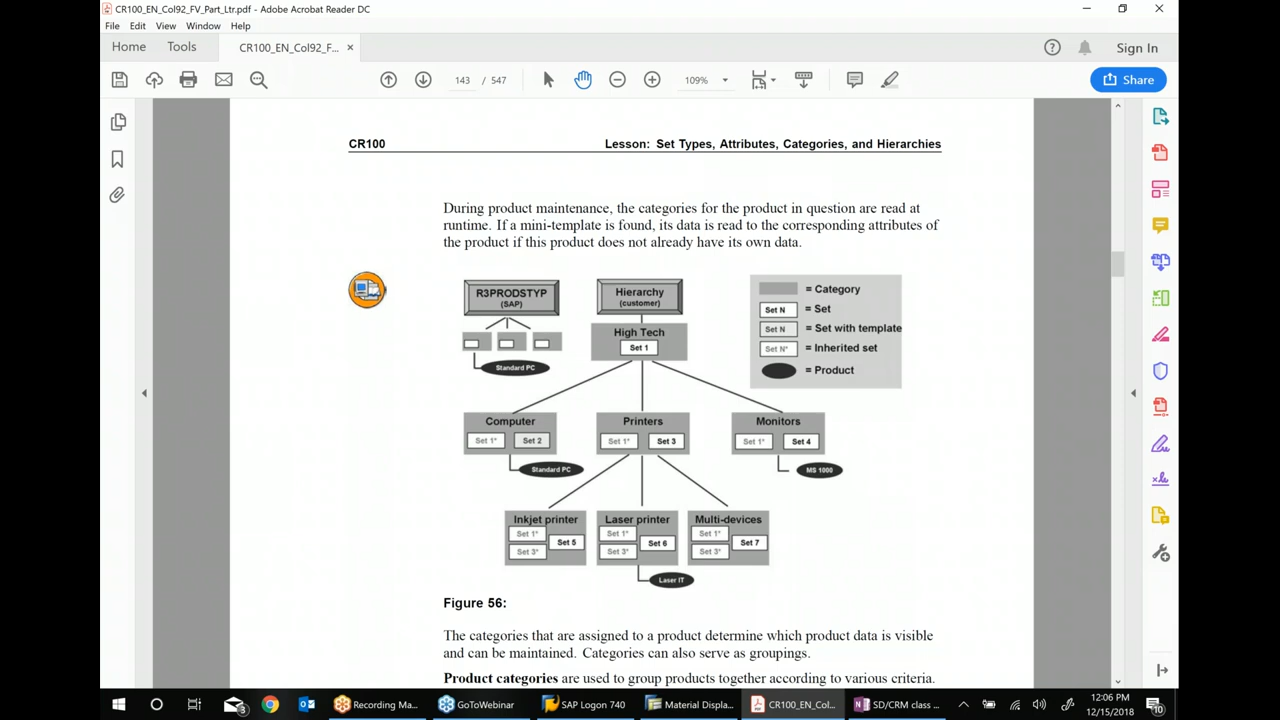 CR100_EN_Col92_FV_Part_Ltr.pdf - Adobe Acrobat Reader DC
File Edit View Window Help
Home Tools CR100_EN_Col92_F... × Sign In
143 / 547 109% Share
CR100 Lesson: Set Types, Attributes, Categories, and Hierarchies
During product maintenance, the categories for the product in question are read at
runtime. If a mini-template is found, its data is read to the corresponding attributes of
the product if this product does not already have its own data.
R3PRODSTYP
(SAP)
Standard PC
Hierarchy
(customer)
High Tech
Set 1
= Category
Set N = Set
Set N = Set with template
Set N* = Inherited set
= Product
Computer
Set 1* Set 2
Standard PC
Printers
Set 1* Set 3
Monitors
Set 1* Set 4
MS 1000
Inkjet printer
Set 1*
Set 3*
Set 5
Laser printer
Set 1*
Set 3*
Set 6
Laser IT
Multi-devices
Set 1*
Set 3*
Set 7
Figure 56:
The categories that are assigned to a product determine which product data is visible
and can be maintained. Categories can also serve as groupings.
Product categories are used to group products together according to various criteria.
Recording Ma... GoToWebinar SAP Logon 740 Material Displa... CR100_EN_Col... SD/CRM class ...
12:06 PM
12/15/2018